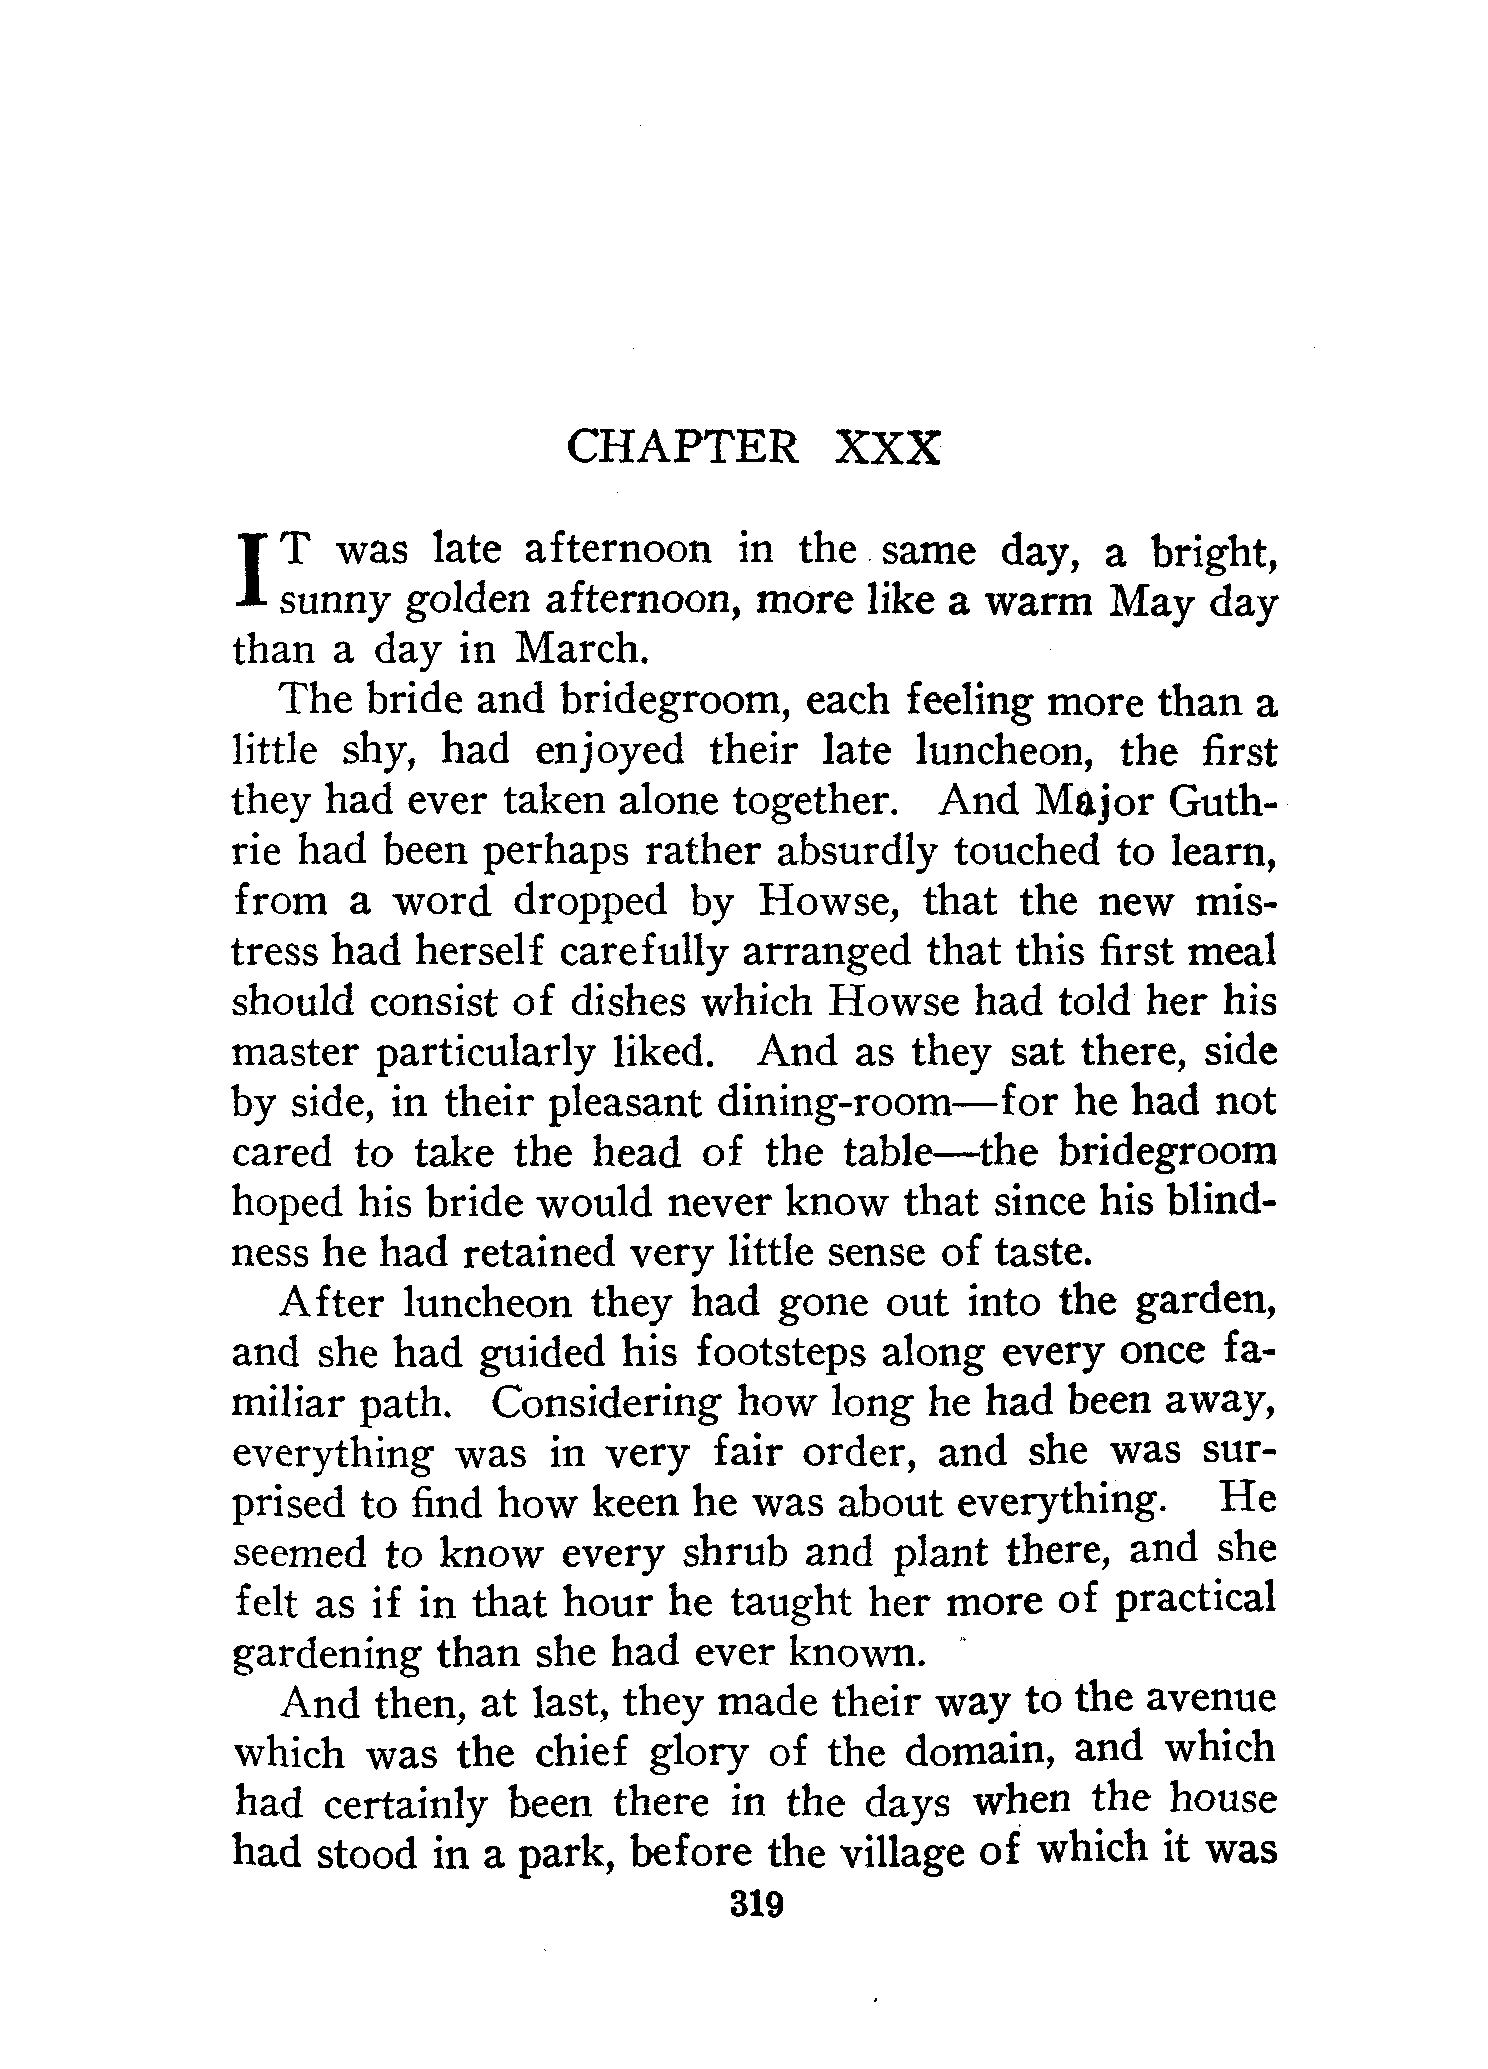 CHAPTER XXX
IT was late afternoon in the same day, a bright,
sunny golden afternoon, more like a warm May day
than a day in March.
The bride and bridegroom, each feeling more than a
little shy, had enjoyed their late luncheon, the first
they had ever taken alone together. And Major Guth-
rie had been perhaps rather absurdly touched to learn,
from a word dropped by Howse, that the new mis-
tress had herself carefully arranged that this first meal
should consist of dishes which Howse had told her his
master particularly liked. And as they sat there, side
by side, in their pleasant dining-room—for he had not
cared to take the head of the table—the bridegroom
hoped his bride would never know that since his blind-
ness he had retained very little sense of taste.
After luncheon they had gone out into the garden,
and she had guided his footsteps along every once fa-
miliar path. Considering how long he had been away,
everything was in very fair order, and she was sur-
prised to find how keen he was about everything. He
seemed to know every shrub and plant there, and she
felt as if in that hour he taught her more of practical
gardening than she had ever known.
And then, at last, they made their way to the avenue
which was the chief glory of the domain, and which
had certainly been there in the days when the house
had stood in a park, before the village of which it was
319